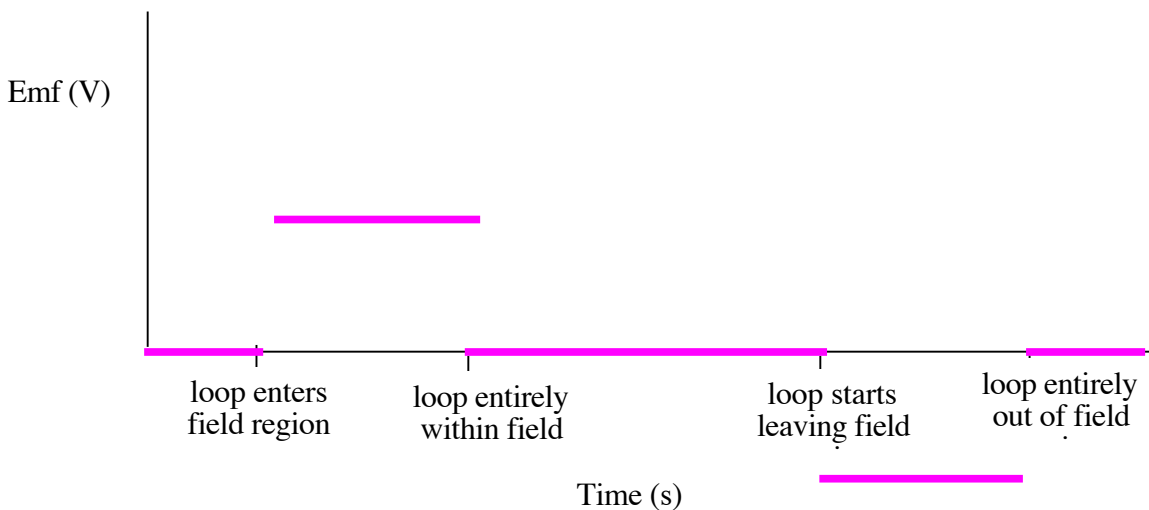 Emf (V)
loop enters
field region
loop entirely
within field
loop starts
leaving field
loop entirely
out of field
Time (s)